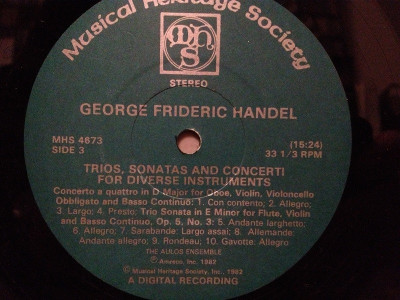 Musical Heritage Society
mhs
STEREO
GEORGE FRIDERIC HANDEL
MHS 4673
SIDE 3
(15:24)
33 1/3 RPM
TRIOS, SONATAS AND CONCERTI
FOR DIVERSE INSTRUMENTS
Concerto a quattro in D Major for Oboe, Violin, Violoncello
Obbligato and Basso Continuo: 1. Con contento; 2. Allegro;
3. Largo; 4. Presto; Trio Sonata in E Minor for Flute, Violin
and Basso Continuo, Op. 5, No. 3: 5. Andante larghetto;
6. Allegro; 7. Sarabande: Largo assai; 8. Allemande:
Andante allegro; 9. Rondeau; 10. Gavotte: Allegro
THE AULOS ENSEMBLE
℗ Amreco, Inc. 1982
© Musical Heritage Society, Inc. 1982
A DIGITAL RECORDING